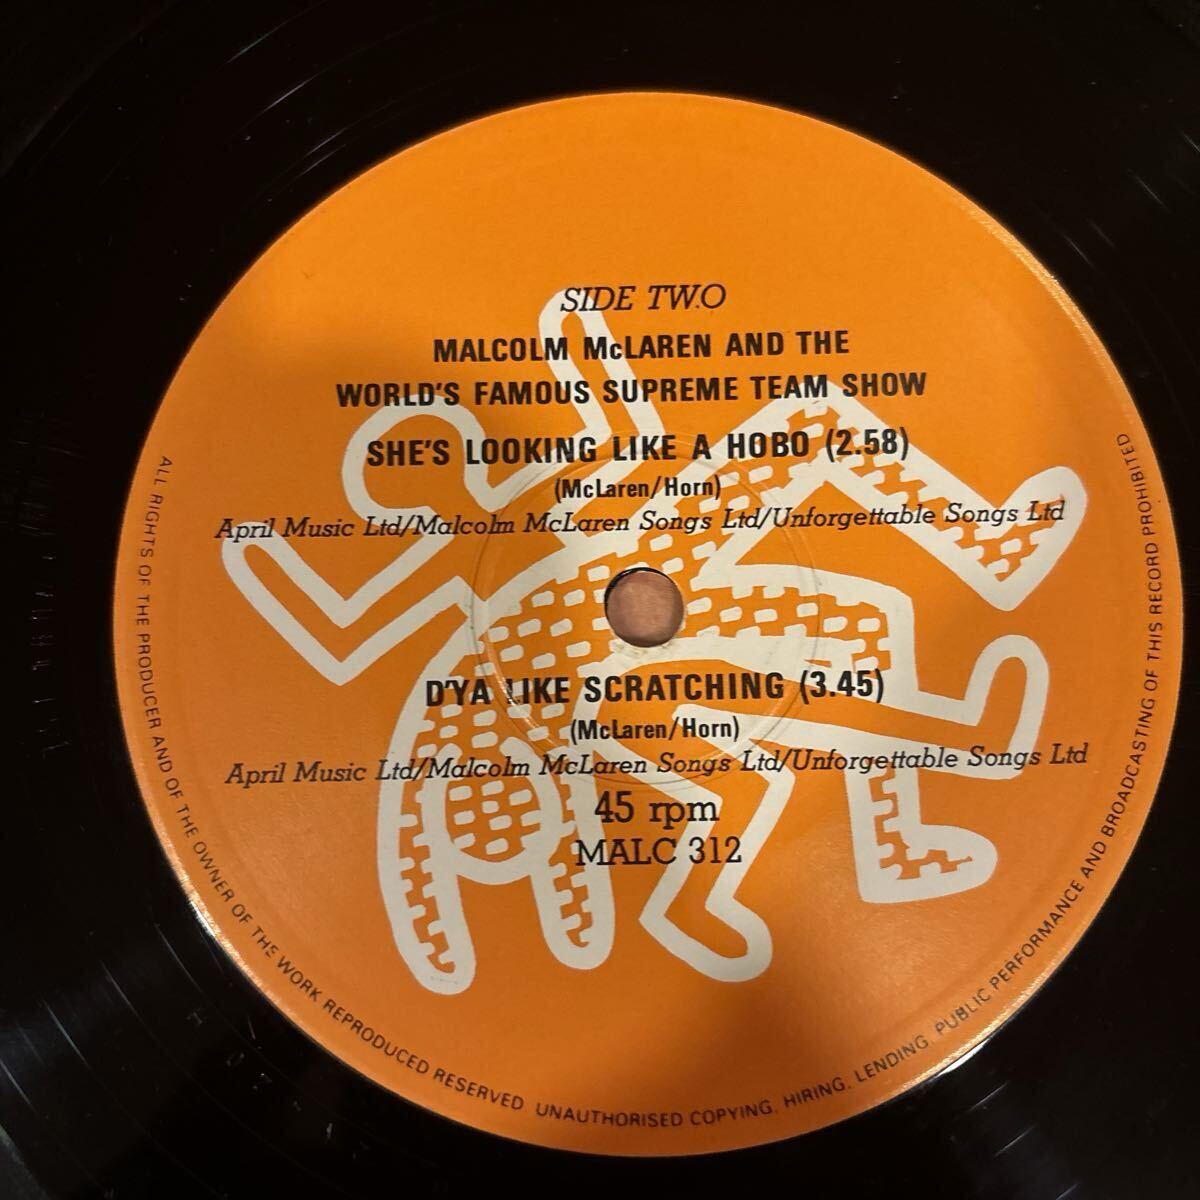 SIDE TWO
MALCOLM McLAREN AND THE
WORLD'S FAMOUS SUPREME TEAM SHOW
SHE'S LOOKING LIKE A HOBO (2.58)
(McLaren/Horn)
April Music Ltd/Malcolm McLaren Songs Ltd/Unforgettable Songs Ltd
D'YA LIKE SCRATCHING (3.45)
(McLaren/Horn)
April Music Ltd/Malcolm McLaren Songs Ltd/Unforgettable Songs Ltd
45 rpm
MALC 312
ALL RIGHTS OF THE PRODUCER AND OF THE OWNER OF THE WORK REPRODUCED RESERVED. UNAUTHORISED COPYING, HIRING, LENDING, PUBLIC PERFORMANCE AND BROADCASTING OF THIS RECORD PROHIBITED